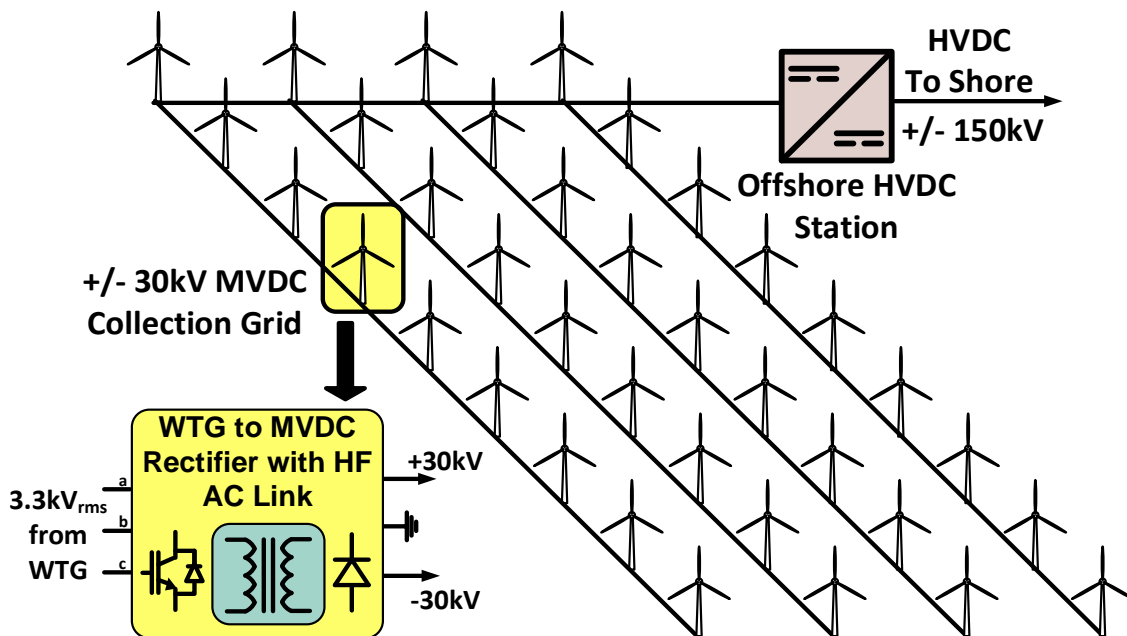 HVDC
To Shore
+/- 150kV
Offshore HVDC
Station
+/- 30kV MVDC
Collection Grid
WTG to MVDC
Rectifier with HF
AC Link
3.3kVrms
from
WTG
a
b
c
+30kV
-30kV